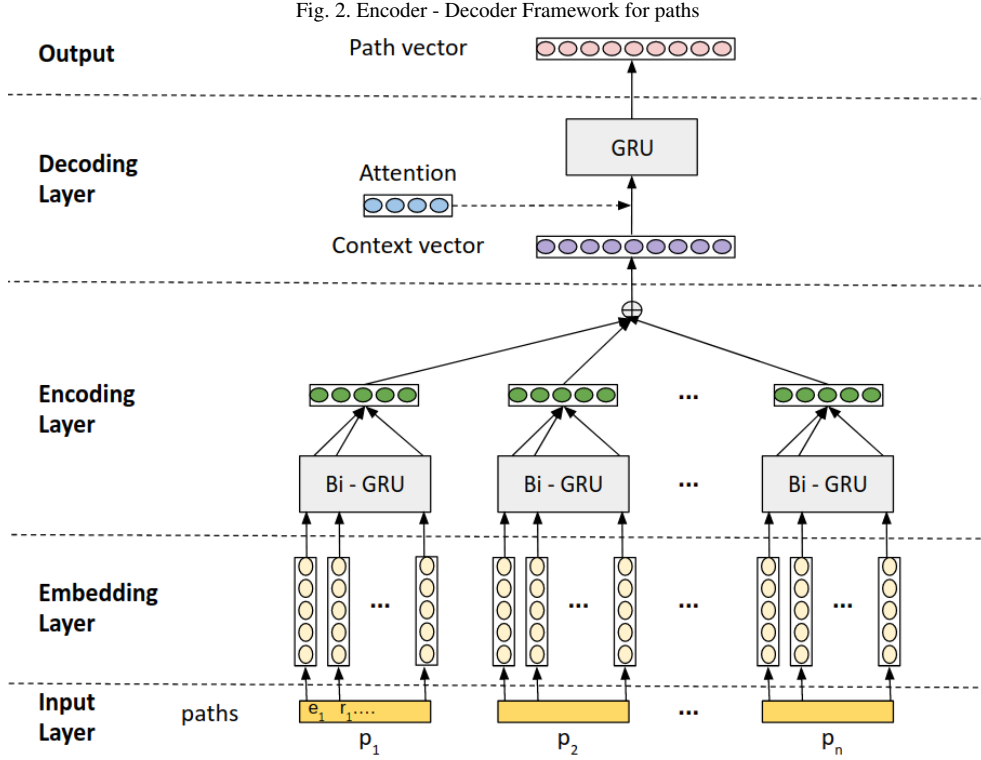 Fig. 2. Encoder - Decoder Framework for paths
Output
Path vector
Decoding
Layer
GRU
Attention
Context vector
Encoding
Layer
...
Bi - GRU
Bi - GRU
...
Bi - GRU
Embedding
Layer
...
...
...
...
Input
Layer
paths
e₁ r₁....
...
p₁
p₂
pₙ